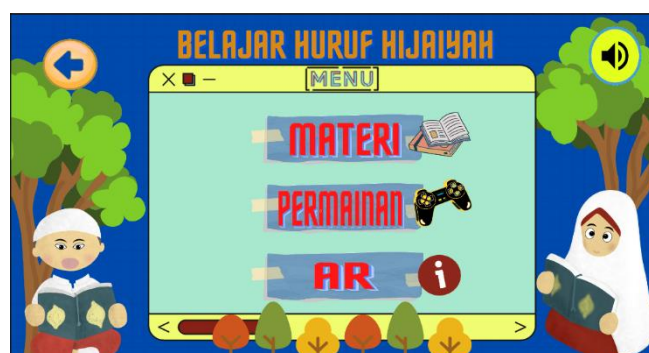 BELAJAR HURUF HIJAIYAH
MENU
MATERI
PERMAINAN
AR
i